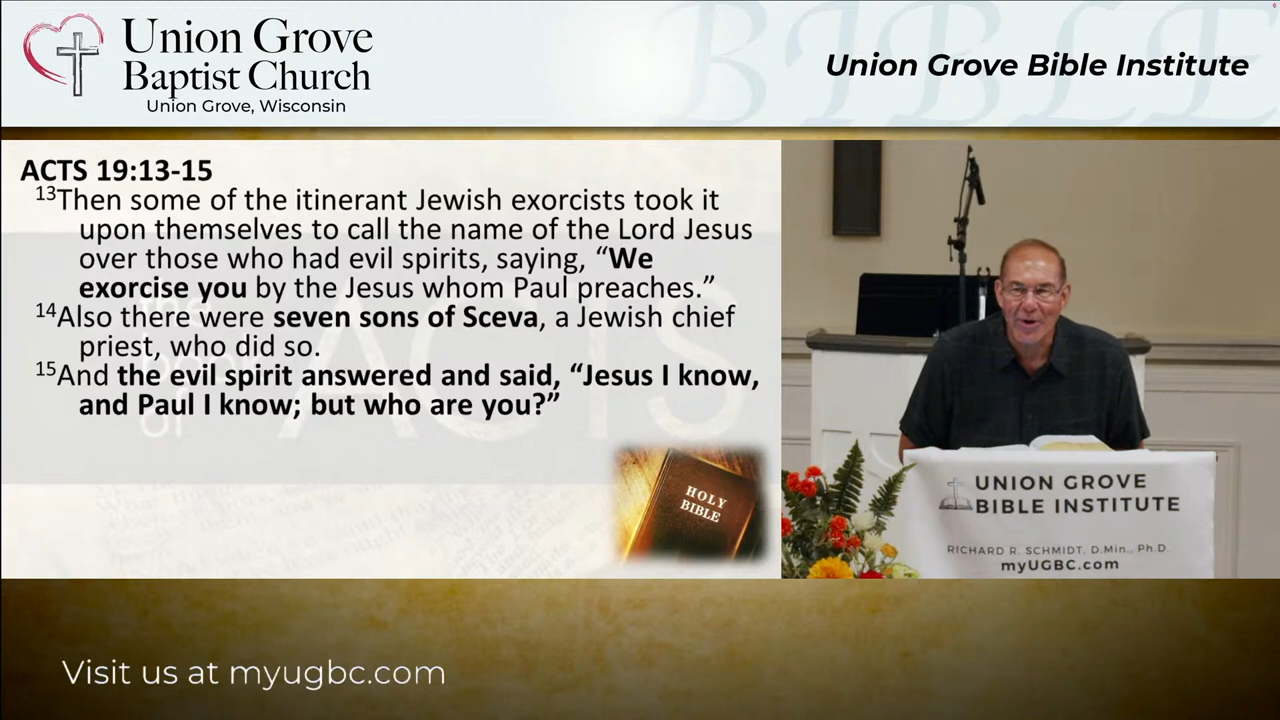 Union Grove
Baptist Church
Union Grove, Wisconsin
BIBLE
Union Grove Bible Institute
ACTS 19:13-15
13Then some of the itinerant Jewish exorcists took it
upon themselves to call the name of the Lord Jesus
over those who had evil spirits, saying, “We
exorcise you by the Jesus whom Paul preaches.”
14Also there were seven sons of Sceva, a Jewish chief
priest, who did so.
15And the evil spirit answered and said, “Jesus I know,
and Paul I know; but who are you?”
the
book
of
ACTS
HOLY
BIBLE
UNION GROVE
BIBLE INSTITUTE
RICHARD R. SCHMIDT, D.Min., Ph.D.
myUGBC.com
Visit us at myugbc.com